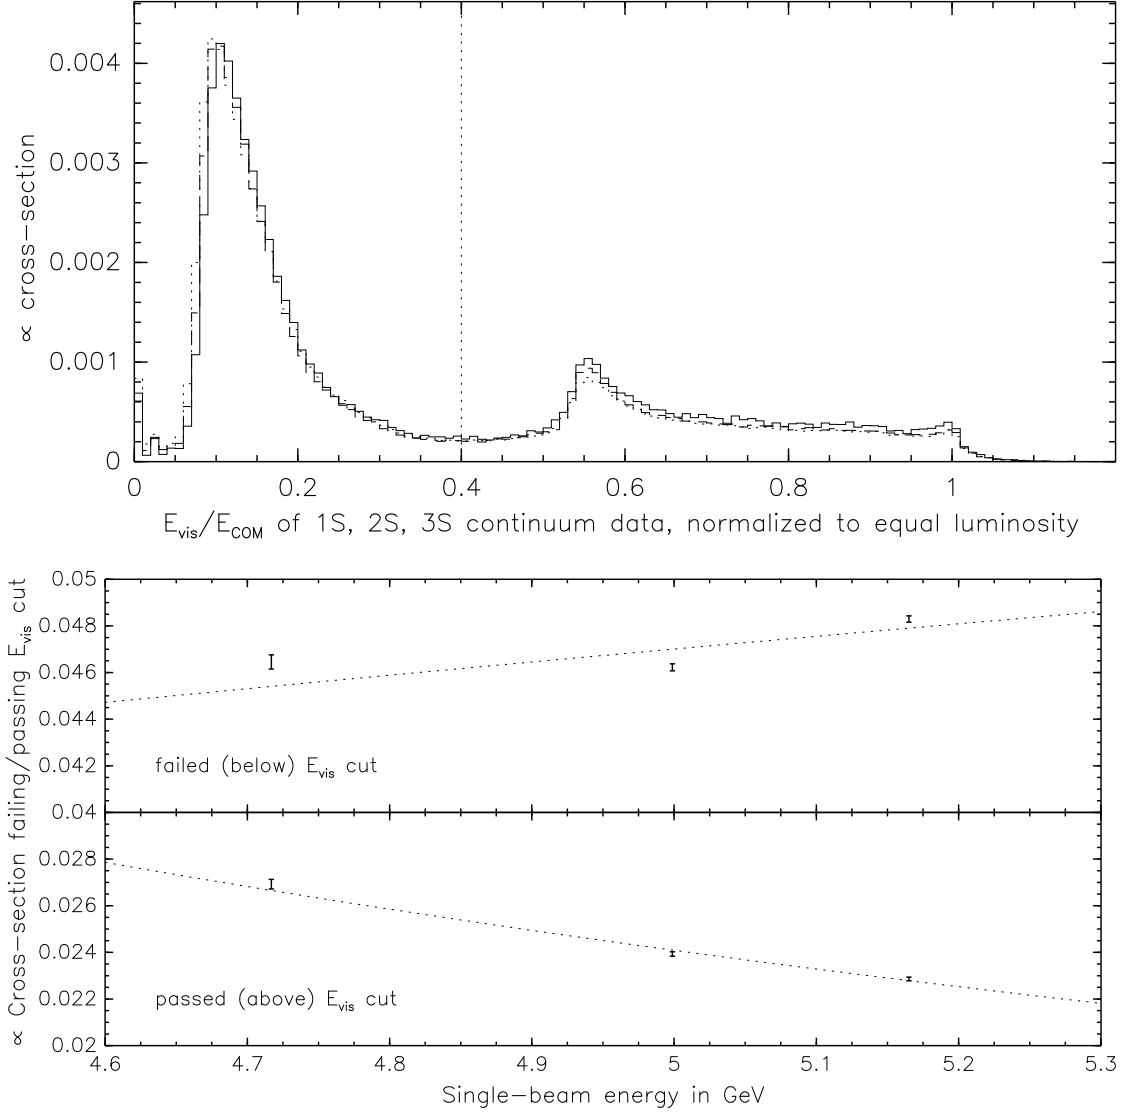 ∝ cross−section
0.004
0.003
0.002
0.001
0
0 0.2 0.4 0.6 0.8 1
E_vis/E_COM of 1S, 2S, 3S continuum data, normalized to equal luminosity
∝ Cross−section failing/passing E_vis cut
0.05
0.048
0.046
0.044
0.042
0.04
failed (below) E_vis cut
0.028
0.026
0.024
0.022
0.02
passed (above) E_vis cut
4.6 4.7 4.8 4.9 5 5.1 5.2 5.3
Single−beam energy in GeV